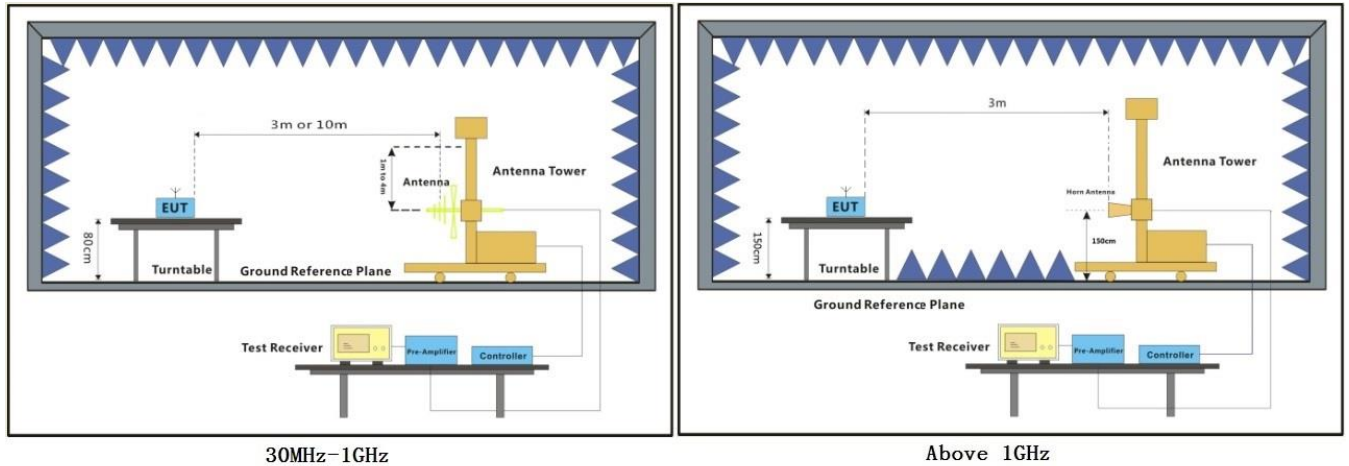 3m or 10m
1m to 4m
Antenna
Antenna Tower
EUT
80cm
Turntable
Ground Reference Plane
Test Receiver
Pre-Amplifier
Controller
30MHz-1GHz
3m
Antenna Tower
Horn Antenna
EUT
150cm
150cm
Turntable
Ground Reference Plane
Test Receiver
Pre-Amplifier
Controller
Above 1GHz